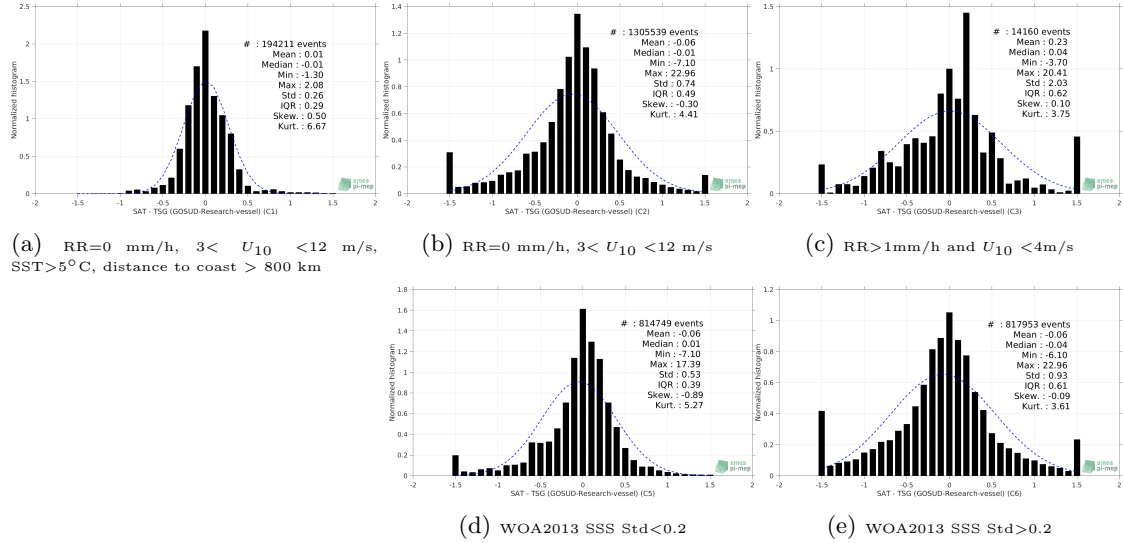 2.5
2
1.5
1
0.5
0
-2 -1.5 -1 -0.5 0 0.5 1 1.5 2
Normalized histogram
SAT - TSG (GOSUD-Research-vessel) (C1)
# : 194211 events
Mean : 0.01
Median : -0.01
Min : -1.30
Max : 2.08
Std : 0.26
IQR : 0.29
Skew. : 0.50
Kurt. : 6.67
smos
pi-mep
(a) RR=0 mm/h, 3< U10 <12 m/s,
SST>5°C, distance to coast > 800 km
1.4
1.2
1
0.8
0.6
0.4
0.2
0
-2 -1.5 -1 -0.5 0 0.5 1 1.5 2
Normalized histogram
SAT - TSG (GOSUD-Research-vessel) (C2)
# : 1305539 events
Mean : -0.06
Median : -0.01
Min : -7.10
Max : 22.96
Std : 0.74
IQR : 0.49
Skew. : -0.30
Kurt. : 4.41
smos
pi-mep
(b) RR=0 mm/h, 3< U10 <12 m/s
1.5
1
0.5
0
-2 -1.5 -1 -0.5 0 0.5 1 1.5 2
Normalized histogram
SAT - TSG (GOSUD-Research-vessel) (C3)
# : 14160 events
Mean : 0.23
Median : 0.04
Min : -3.70
Max : 20.41
Std : 2.03
IQR : 0.62
Skew. : 0.10
Kurt. : 3.75
smos
pi-mep
(c) RR>1mm/h and U10 <4m/s
1.8
1.6
1.4
1.2
1
0.8
0.6
0.4
0.2
0
-2 -1.5 -1 -0.5 0 0.5 1 1.5 2
Normalized histogram
SAT - TSG (GOSUD-Research-vessel) (C5)
# : 814749 events
Mean : -0.06
Median : 0.01
Min : -7.10
Max : 17.39
Std : 0.53
IQR : 0.39
Skew. : -0.89
Kurt. : 5.27
smos
pi-mep
(d) WOA2013 SSS Std<0.2
1.2
1
0.8
0.6
0.4
0.2
0
-2 -1.5 -1 -0.5 0 0.5 1 1.5 2
Normalized histogram
SAT - TSG (GOSUD-Research-vessel) (C6)
# : 817953 events
Mean : -0.06
Median : -0.04
Min : -6.10
Max : 22.96
Std : 0.93
IQR : 0.61
Skew. : -0.09
Kurt. : 3.61
smos
pi-mep
(e) WOA2013 SSS Std>0.2